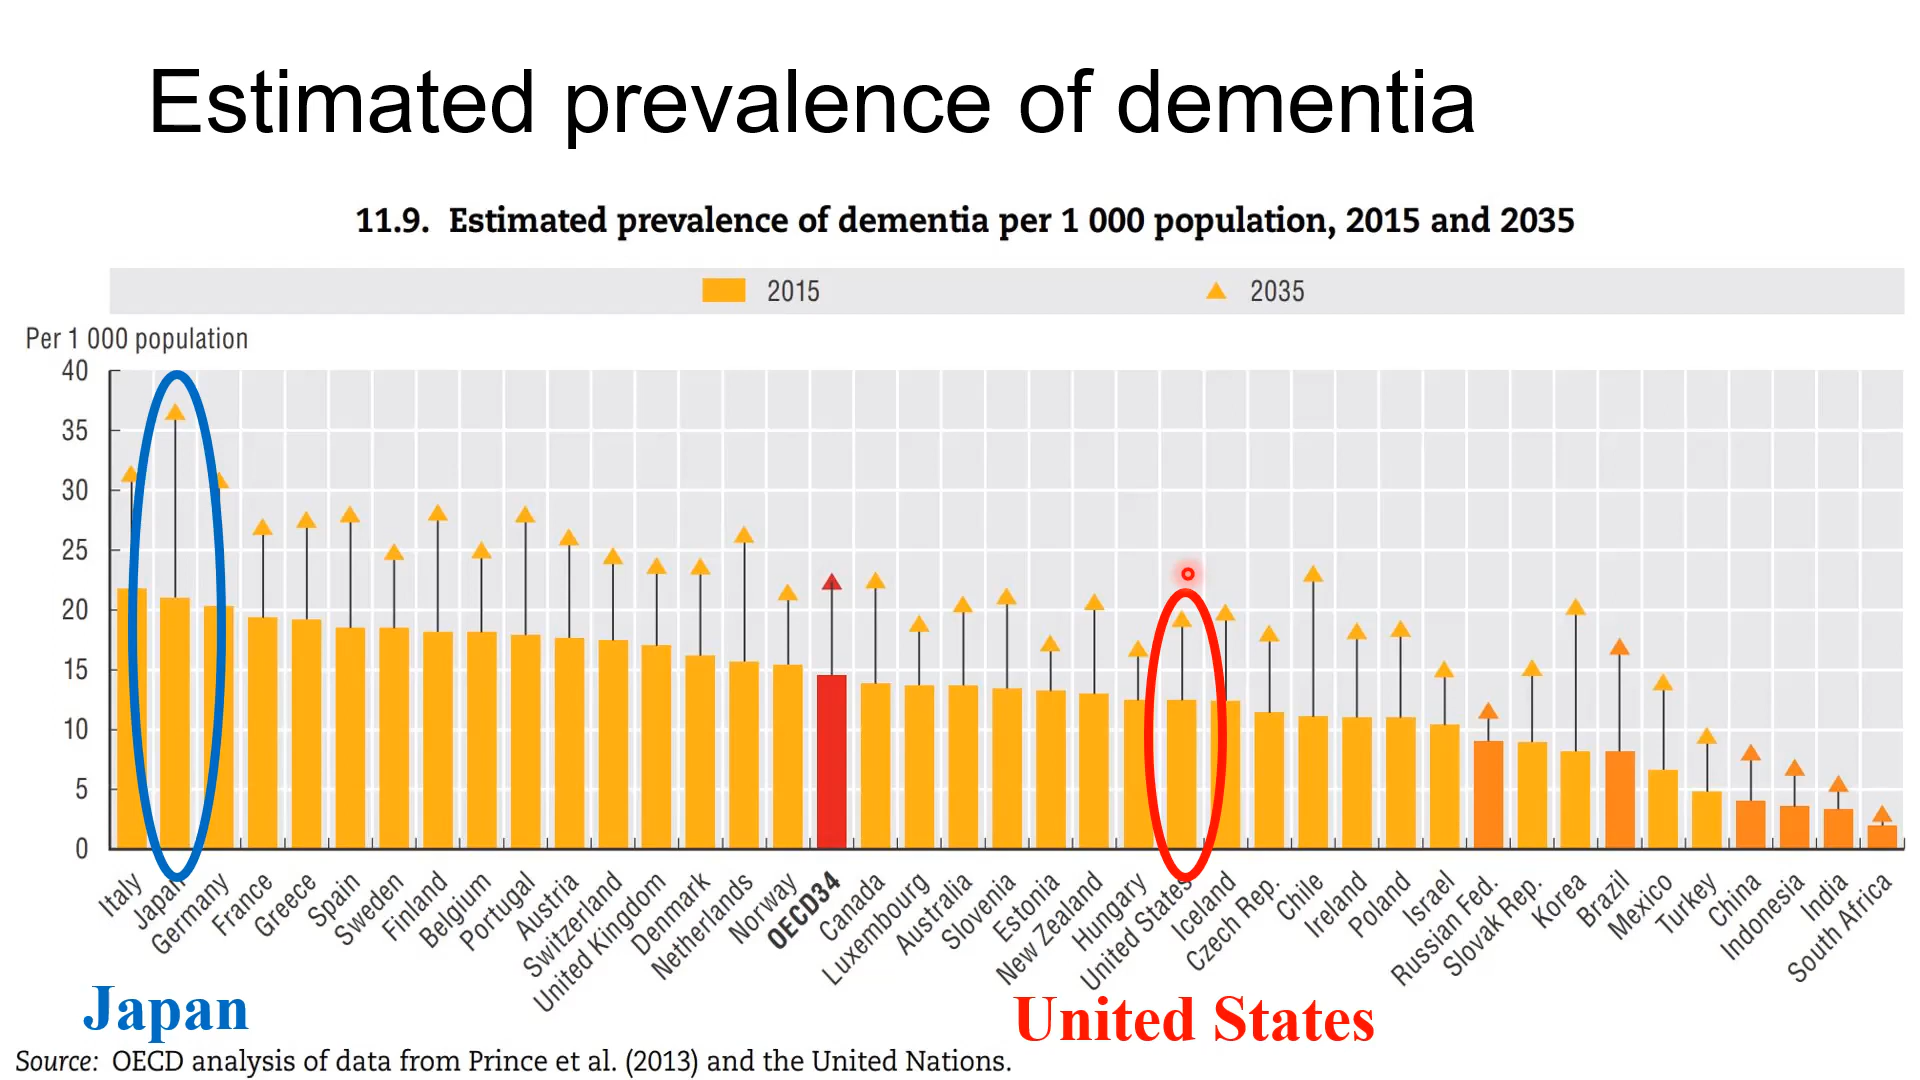 Estimated prevalence of dementia
11.9. Estimated prevalence of dementia per 1 000 population, 2015 and 2035
2015
2035
Per 1 000 population
40
35
30
25
20
15
10
5
0
Italy
Japan
Germany
France
Greece
Spain
Sweden
Finland
Belgium
Portugal
Austria
Switzerland
United Kingdom
Denmark
Netherlands
Norway
OECD34
Canada
Luxembourg
Australia
Slovenia
Estonia
New Zealand
Hungary
United States
Iceland
Czech Rep.
Chile
Ireland
Poland
Israel
Russian Fed.
Slovak Rep.
Korea
Brazil
Mexico
Turkey
China
Indonesia
India
South Africa
Japan
United States
Source: OECD analysis of data from Prince et al. (2013) and the United Nations.